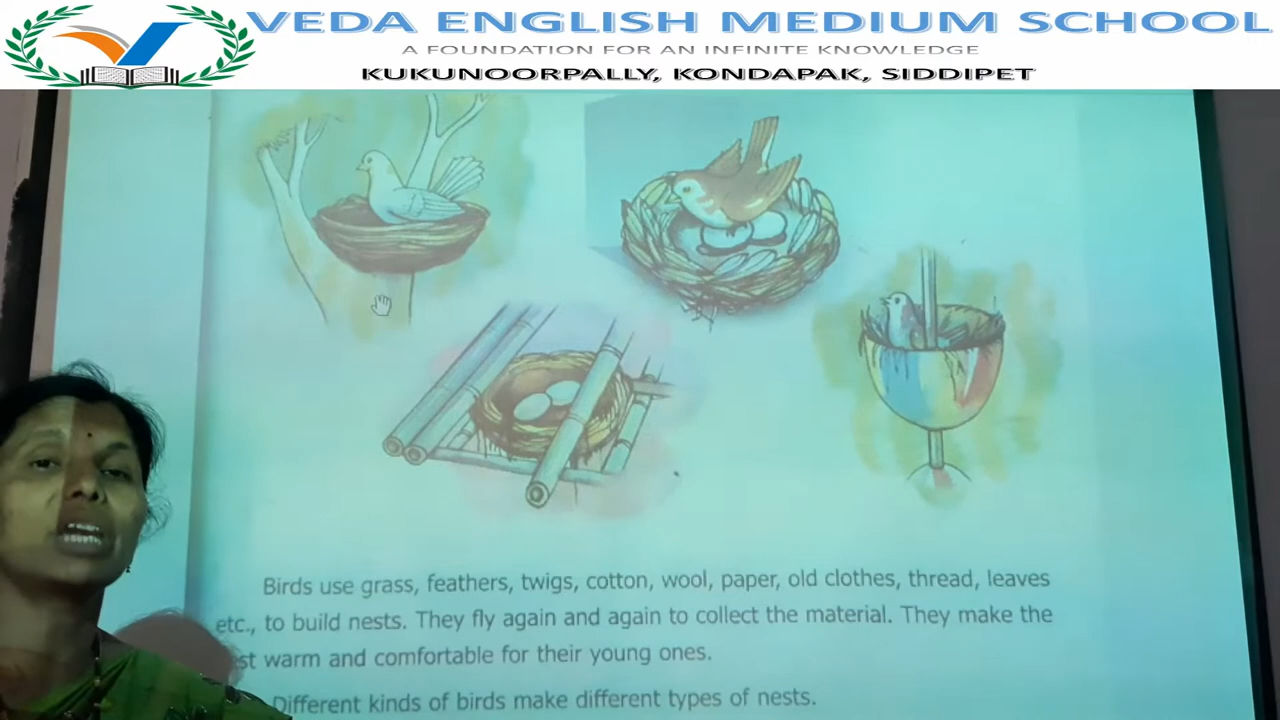 VEDA ENGLISH MEDIUM SCHOOL
A FOUNDATION FOR AN INFINITE KNOWLEDGE
KUKUNOORPALLY, KONDAPAK, SIDDIPET
Birds use grass, feathers, twigs, cotton, wool, paper, old clothes, thread, leaves
etc., to build nests. They fly again and again to collect the material. They make the
st warm and comfortable for their young ones.
Different kinds of birds make different types of nests.